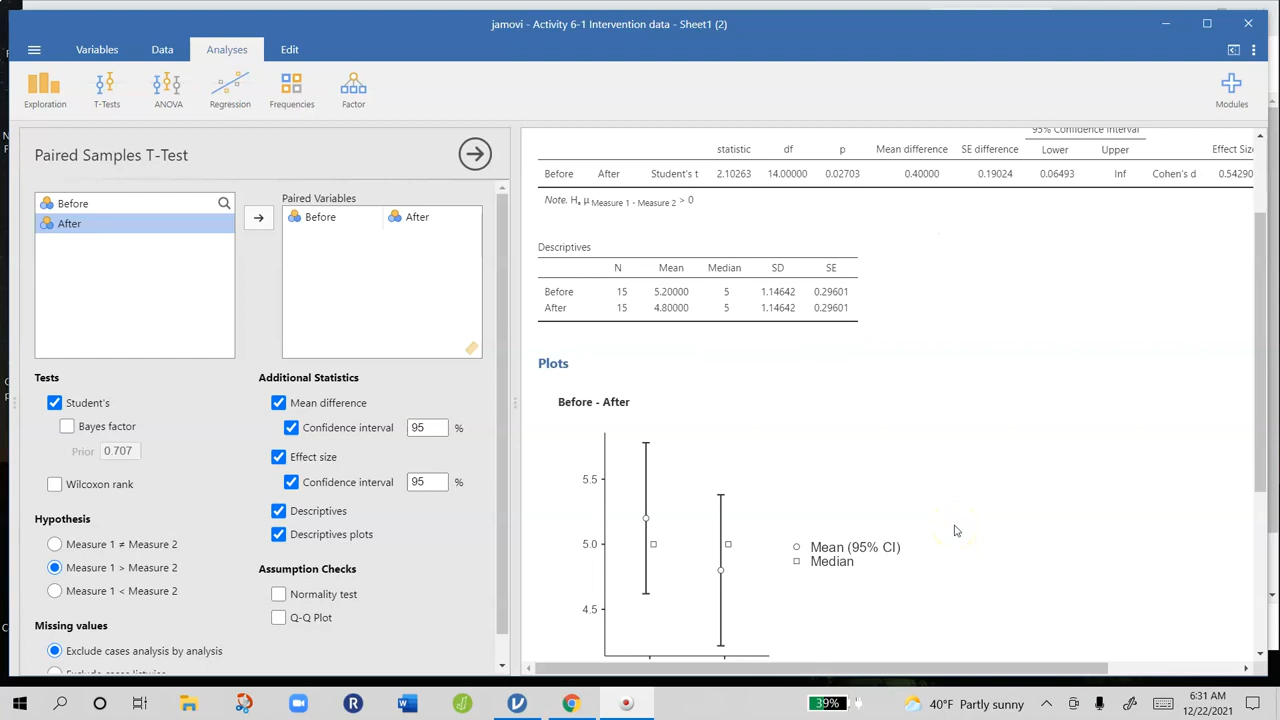 jamovi - Activity 6-1 Intervention data - Sheet1 (2)
Variables Data Analyses Edit
Exploration T-Tests ANOVA Regression Frequencies Factor Modules
Paired Samples T-Test
Before
After
Paired Variables
Before After
Tests
Student's
Bayes factor
Prior 0.707
Wilcoxon rank
Hypothesis
Measure 1 ≠ Measure 2
Measure 1 > Measure 2
Measure 1 < Measure 2
Missing values
Exclude cases analysis by analysis
Exclude cases listwise
Additional Statistics
Mean difference
Confidence interval 95 %
Effect size
Confidence interval 95 %
Descriptives
Descriptives plots
Assumption Checks
Normality test
Q-Q Plot
95% Confidence Interval
statistic df p Mean difference SE difference Lower Upper Effect Size
Before After Student's t 2.10263 14.00000 0.02703 0.40000 0.19024 0.06493 Inf Cohen's d 0.54290
Note. Hₐ μ Measure 1 - Measure 2 > 0
Descriptives
N Mean Median SD SE
Before 15 5.20000 5 1.14642 0.29601
After 15 4.80000 5 1.14642 0.29601
Plots
Before - After
5.5
5.0
4.5
Mean (95% CI)
Median
39%
40°F Partly sunny
6:31 AM
12/22/2021